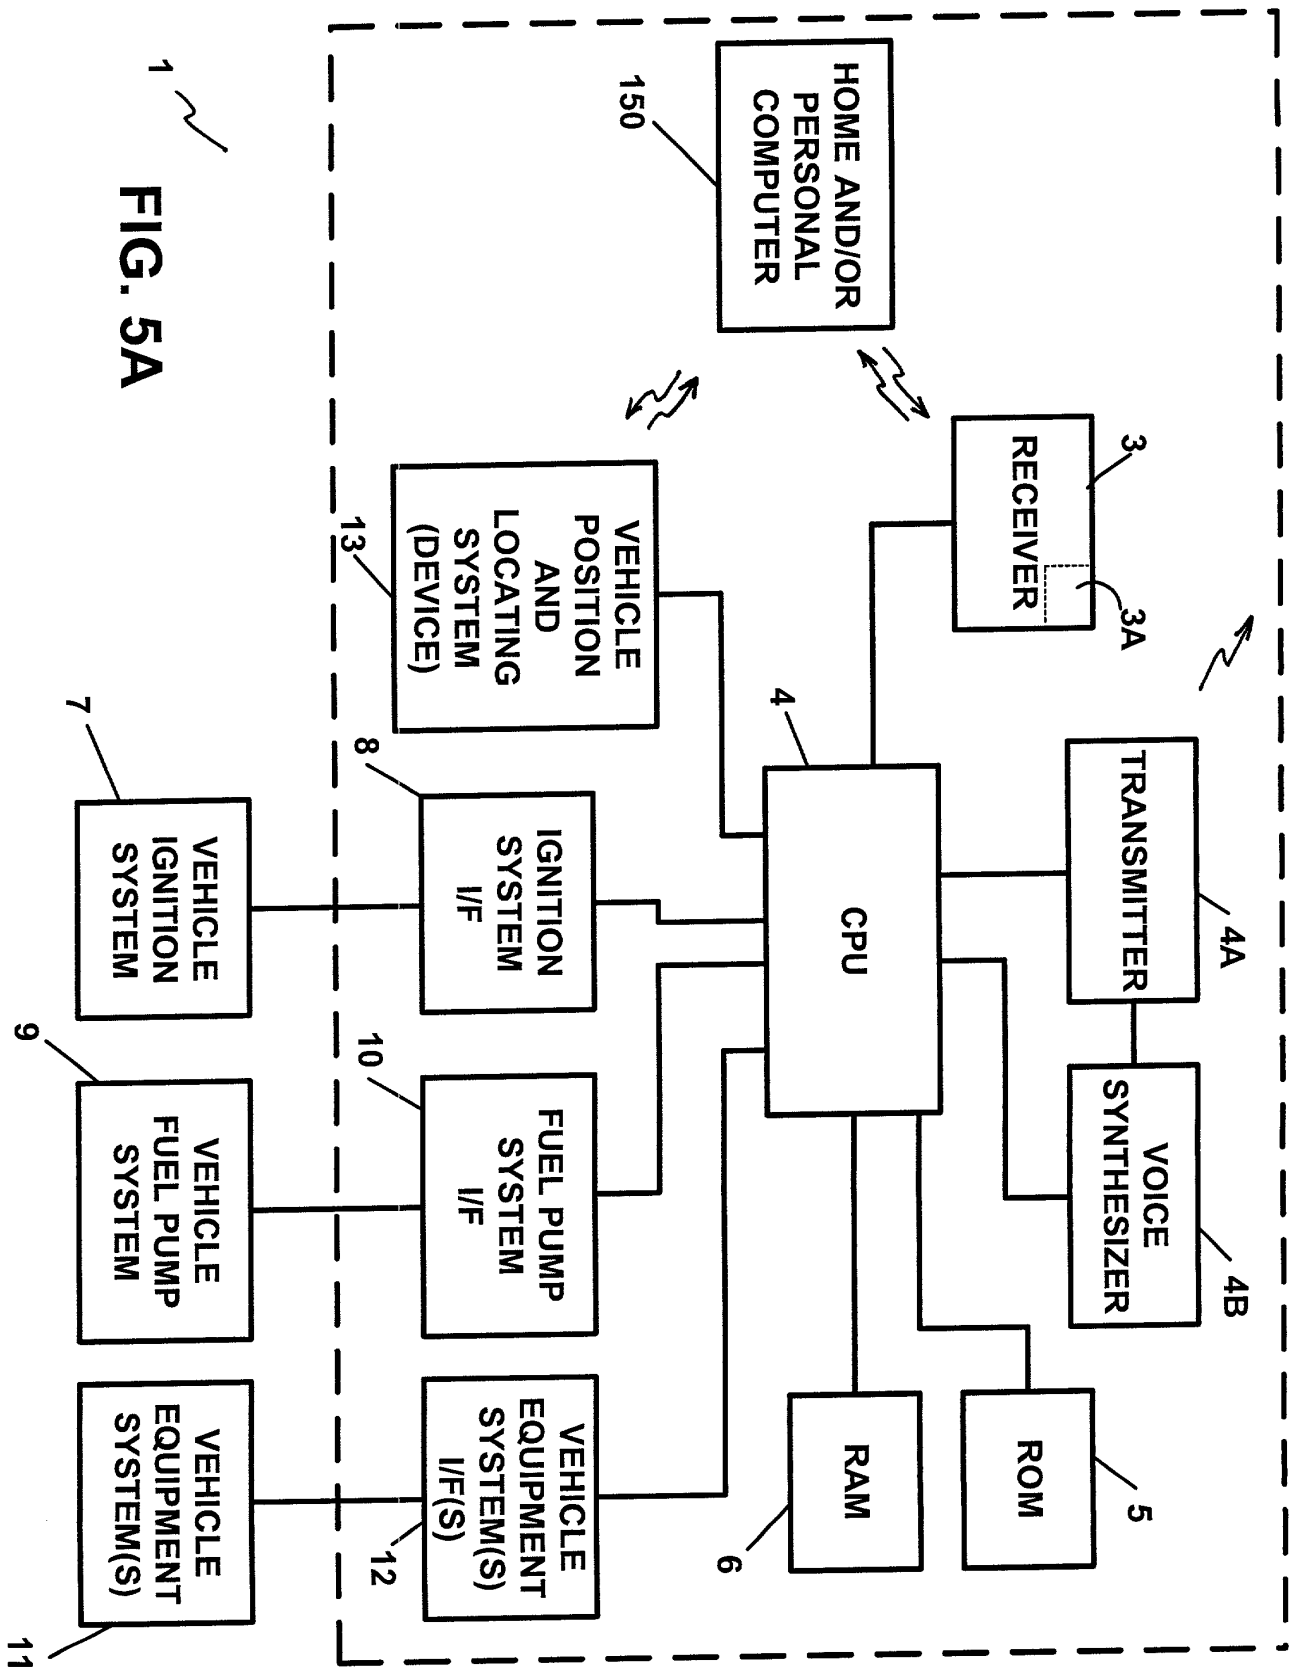 HOME AND/OR
PERSONAL
COMPUTER
150
3
RECEIVER
3A
TRANSMITTER
4A
VOICE
SYNTHESIZER
4B
4
CPU
ROM
5
RAM
6
VEHICLE
POSITION
AND
LOCATING
SYSTEM
(DEVICE)
13
8
IGNITION
SYSTEM
I/F
10
FUEL PUMP
SYSTEM
I/F
VEHICLE
EQUIPMENT
SYSTEM(S)
I/F(S)
12
7
VEHICLE
IGNITION
SYSTEM
9
VEHICLE
FUEL PUMP
SYSTEM
VEHICLE
EQUIPMENT
SYSTEM(S)
11
1
FIG. 5A